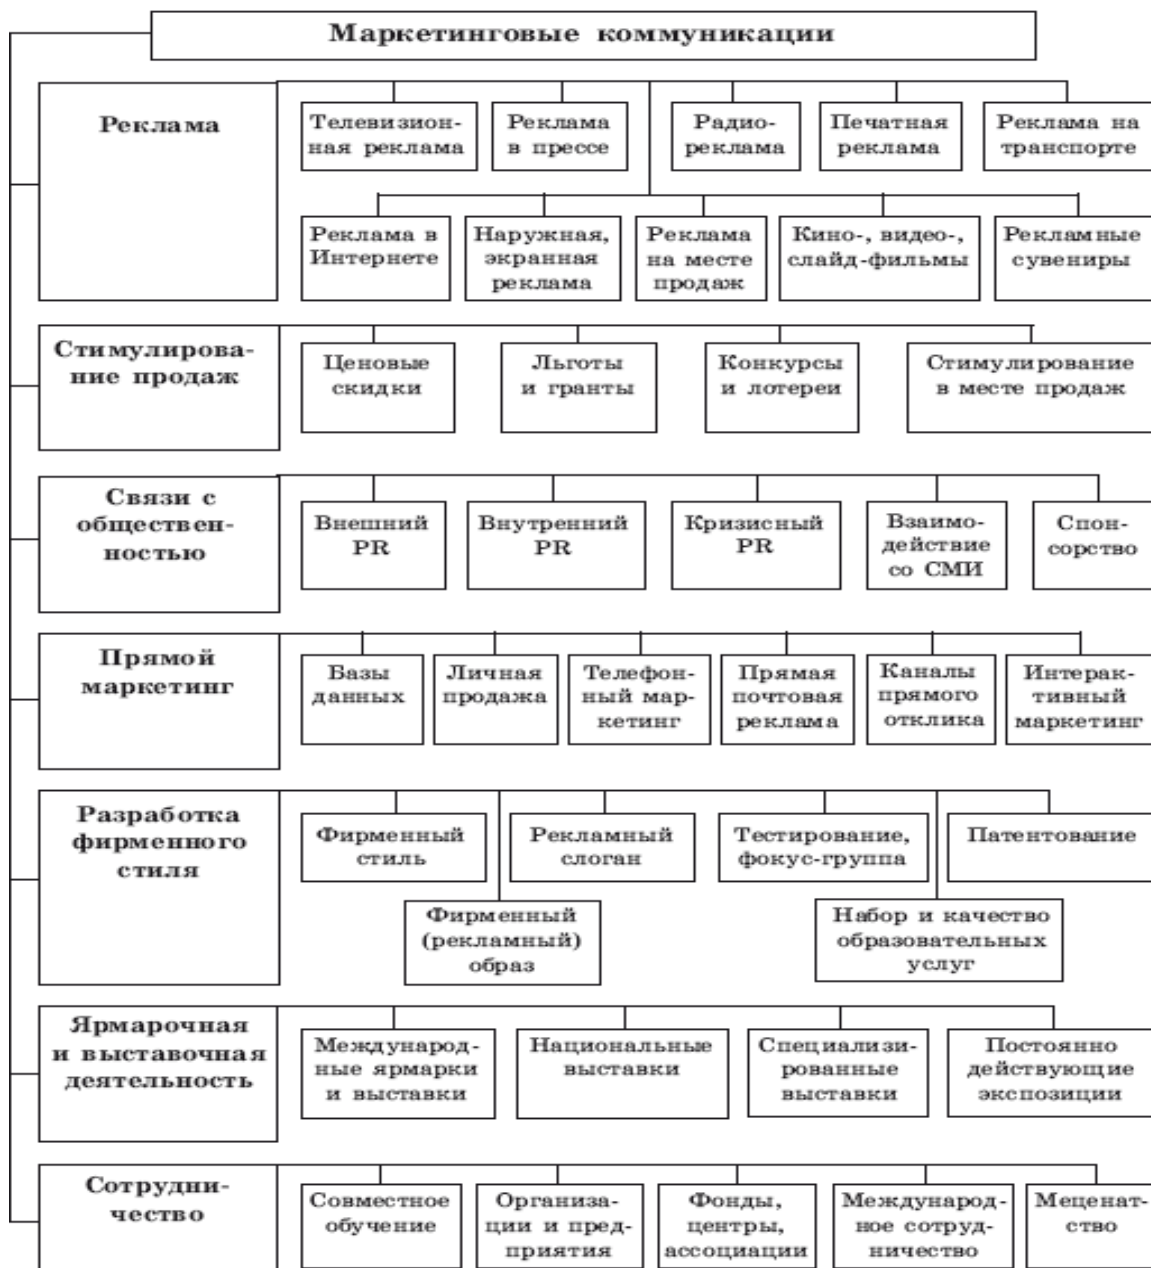 Маркетинговые коммуникации
Реклама
Телевизион-
ная реклама
Реклама
в прессе
Радио-
реклама
Печатная
реклама
Реклама на
транспорте
Реклама в
Интернете
Наружная,
экранная
реклама
Реклама
на месте
продаж
Кино-, видео-,
слайд-фильмы
Рекламные
сувениры
Стимулирова-
ние продаж
Ценовые
скидки
Льготы
и гранты
Конкурсы
и лотереи
Стимулирование
в месте продаж
Связи с
обществен-
ностью
Внешний
PR
Внутренний
PR
Кризисный
PR
Взаимо-
действие
со СМИ
Спон-
сорство
Прямой
маркетинг
Базы
данных
Личная
продажа
Телефон-
ный мар-
кетинг
Прямая
почтовая
реклама
Каналы
прямого
отклика
Интерак-
тивный
маркетинг
Разработка
фирменного
стиля
Фирменный
стиль
Рекламный
слоган
Тестирование,
фокус-группа
Патентование
Фирменный
(рекламный)
образ
Набор и качество
образовательных
услуг
Ярмарочная
и выставочная
деятельность
Международ-
ные ярмарки
и выставки
Национальные
выставки
Специализи-
рованные
выставки
Постоянно
действующие
экспозиции
Сотрудни-
чество
Совместное
обучение
Организа-
ции и пред-
приятия
Фонды,
центры,
ассоциации
Международ-
ное сотруд-
ничество
Меценат-
ство